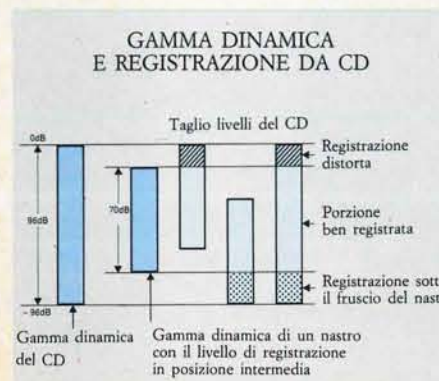 GAMMA DINAMICA
E REGISTRAZIONE DA CD
Taglio livelli del CD
0dB
96dB
– 96dB
70dB
Registrazione
distorta
Porzione
ben registrata
Registrazione sott
il fruscio del nast
Gamma dinamica
del CD
Gamma dinamica di un nastro
con il livello di registrazione
in posizione intermedia